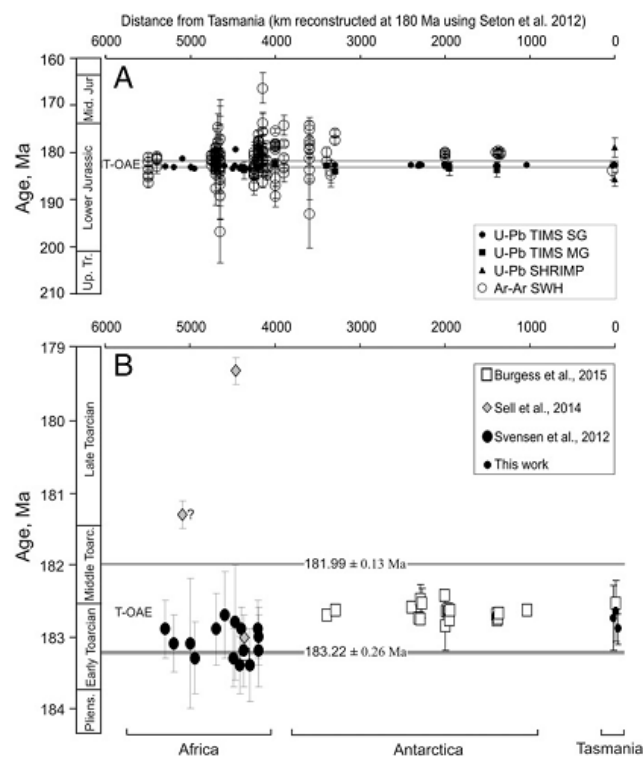 Distance from Tasmania (km reconstructed at 180 Ma using Seton et al. 2012)
6000 5000 4000 3000 2000 1000 0
A
160
170
180
190
200
210
Age, Ma
Mid. Jur
Lower Jurassic
Up. Tr.
T-OAE
U-Pb TIMS SG
U-Pb TIMS MG
U-Pb SHRIMP
Ar-Ar SWH
6000 5000 4000 3000 2000 1000 0
B
179
180
181
182
183
184
Age, Ma
Late Toarcian
Middle Toarc.
Early Toarcian
Pliens.
Burgess et al., 2015
Sell et al., 2014
Svensen et al., 2012
This work
?
181.99 ± 0.13 Ma
T-OAE
183.22 ± 0.26 Ma
Africa Antarctica Tasmania